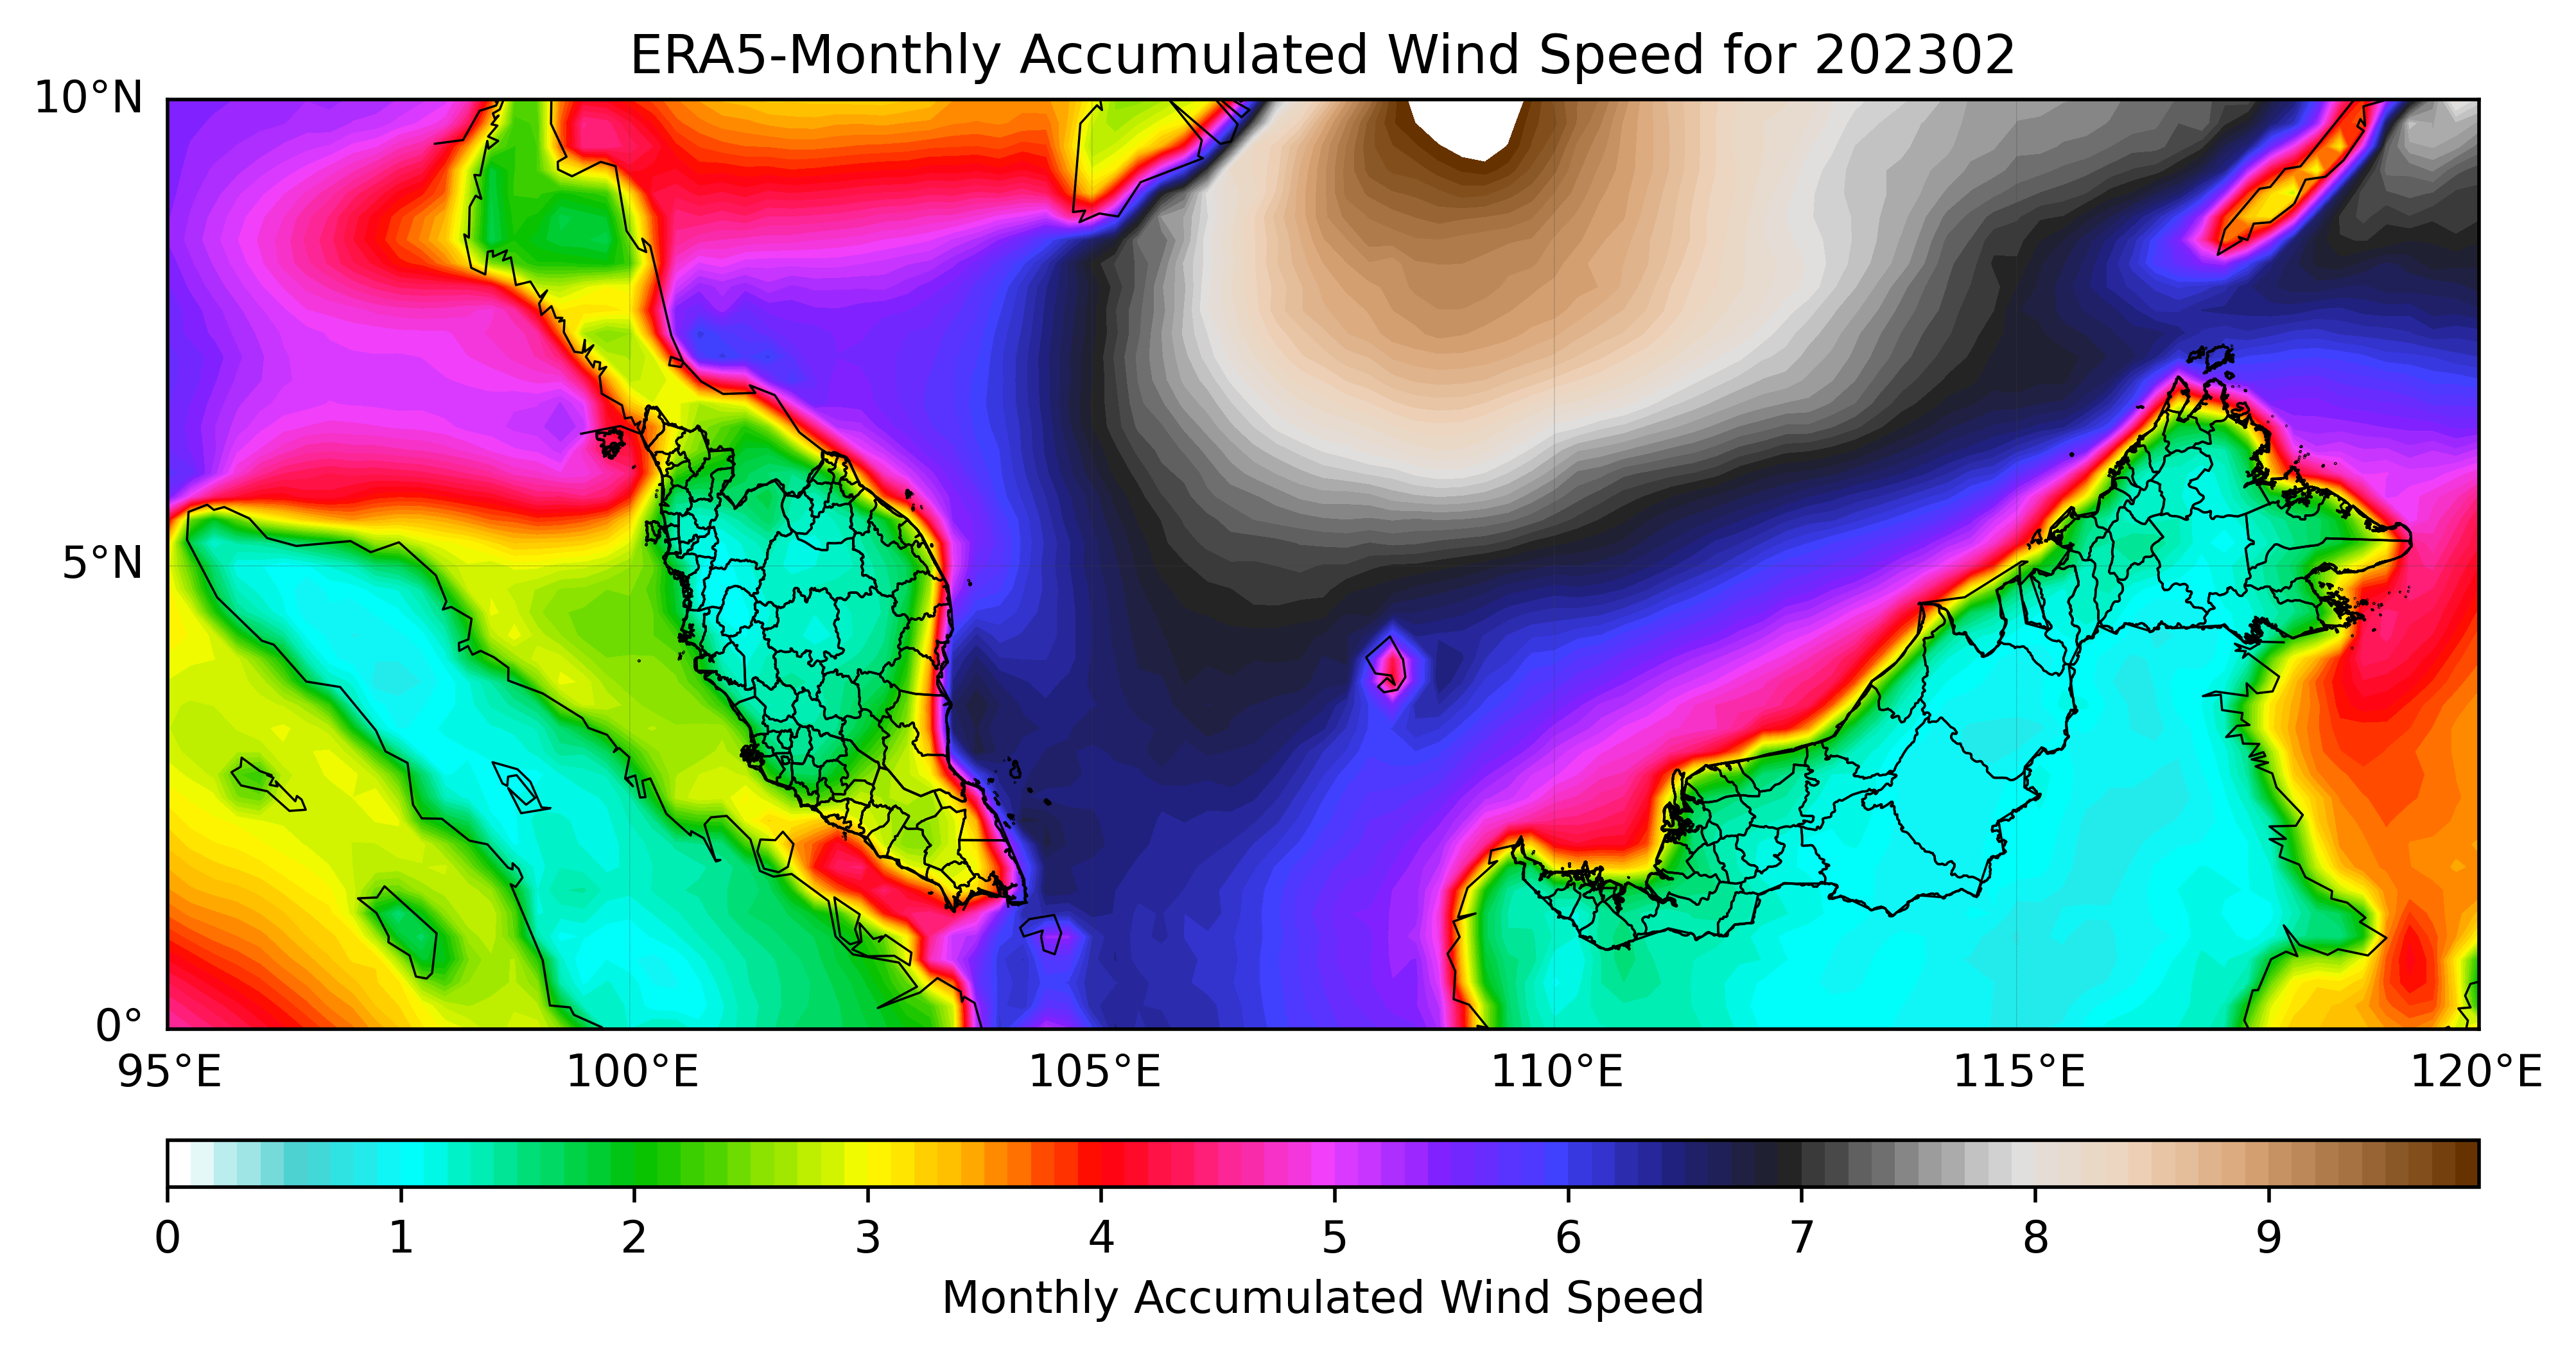 ERA5-Monthly Accumulated Wind Speed for 202302
10°N
5°N
0°
95°E 100°E 105°E 110°E 115°E 120°E
0 1 2 3 4 5 6 7 8 9
Monthly Accumulated Wind Speed